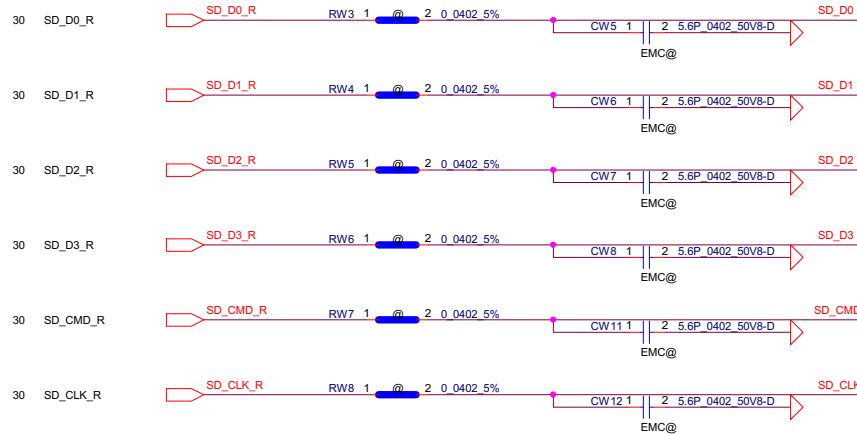 30 SD_D0_R SD_D0_R RW3 1 @ 2 0_0402_5% SD_D0
CW5 1 2 5.6P_0402_50V8-D
EMC@
30 SD_D1_R SD_D1_R RW4 1 @ 2 0_0402_5% SD_D1
CW6 1 2 5.6P_0402_50V8-D
EMC@
30 SD_D2_R SD_D2_R RW5 1 @ 2 0_0402_5% SD_D2
CW7 1 2 5.6P_0402_50V8-D
EMC@
30 SD_D3_R SD_D3_R RW6 1 @ 2 0_0402_5% SD_D3
CW8 1 2 5.6P_0402_50V8-D
EMC@
30 SD_CMD_R SD_CMD_R RW7 1 @ 2 0_0402_5% SD_CMD
CW11 1 2 5.6P_0402_50V8-D
EMC@
30 SD_CLK_R SD_CLK_R RW8 1 @ 2 0_0402_5% SD_CLK
CW12 1 2 5.6P_0402_50V8-D
EMC@